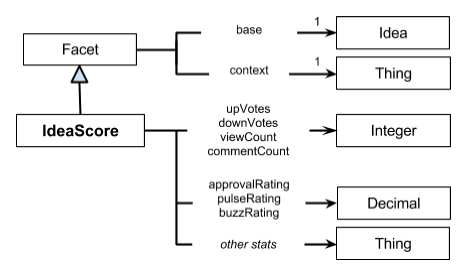 base
1
Idea
Facet
context
1
Thing
upVotes
downVotes
viewCount
commentCount
IdeaScore
Integer
approvalRating
pulseRating
buzzRating
Decimal
other stats
Thing